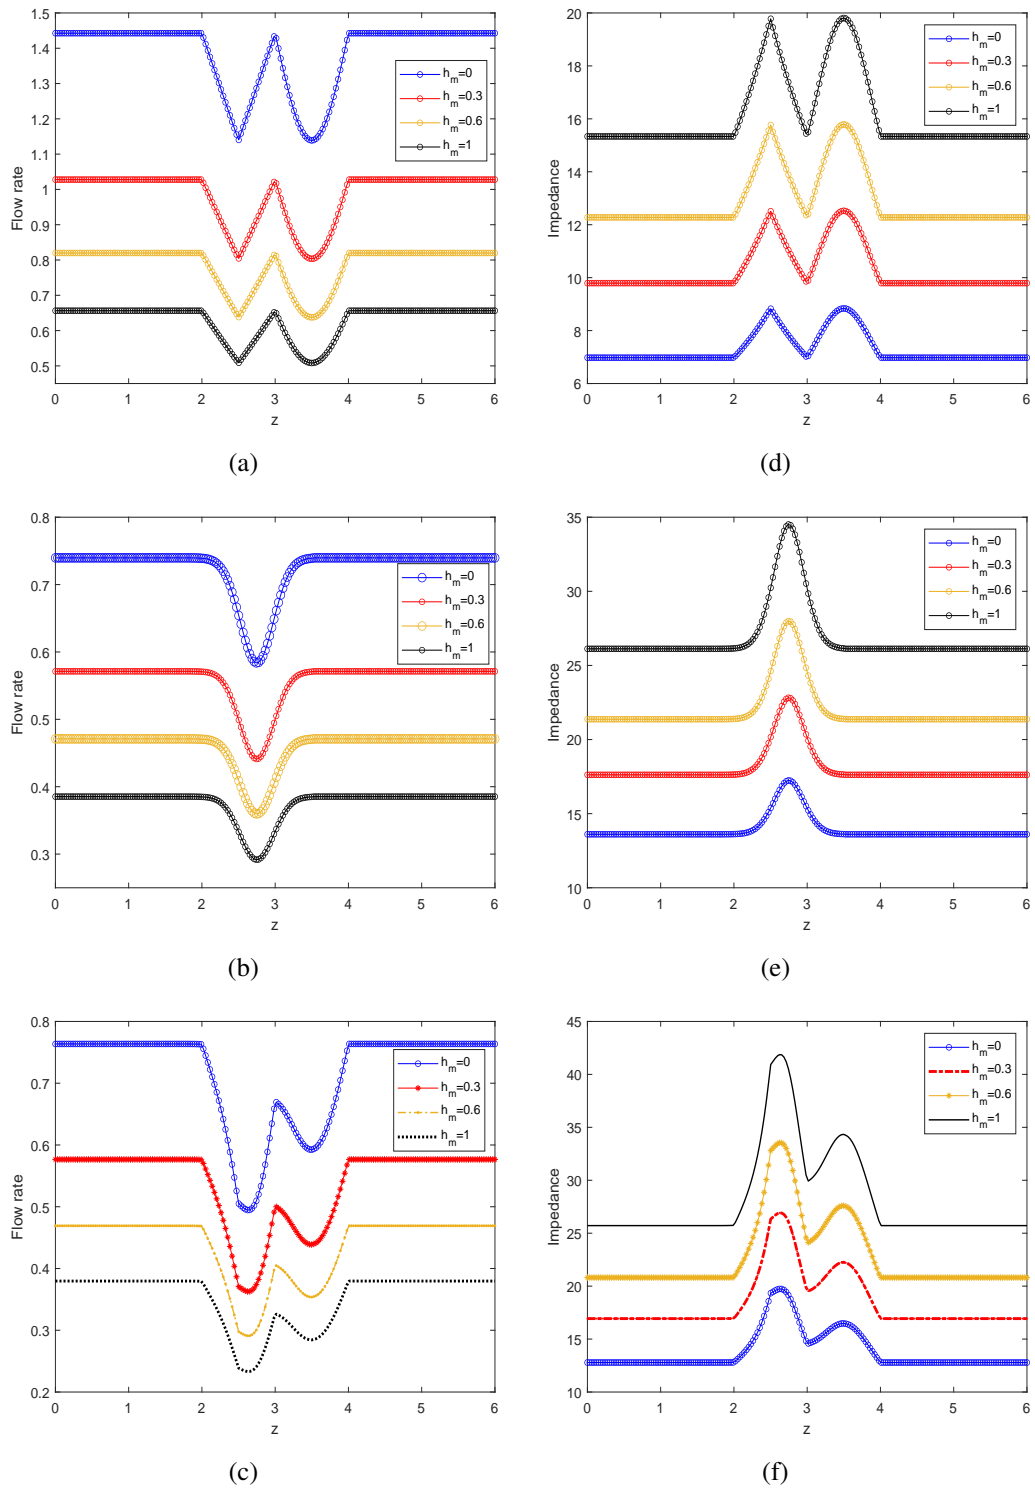 1.5
1.4
1.3
1.2
1.1
1
0.9
0.8
0.7
0.6
0.5
Flow rate
0 1 2 3 4 5 6
z
h_m=0
h_m=0.3
h_m=0.6
h_m=1
(a)
20
18
16
14
12
10
8
6
Impedance
0 1 2 3 4 5 6
z
h_m=0
h_m=0.3
h_m=0.6
h_m=1
(d)
0.8
0.7
0.6
0.5
0.4
0.3
Flow rate
0 1 2 3 4 5 6
z
h_m=0
h_m=0.3
h_m=0.6
h_m=1
(b)
35
30
25
20
15
10
Impedance
0 1 2 3 4 5 6
z
h_m=0
h_m=0.3
h_m=0.6
h_m=1
(e)
0.8
0.7
0.6
0.5
0.4
0.3
0.2
Flow rate
0 1 2 3 4 5 6
z
h_m=0
h_m=0.3
h_m=0.6
h_m=1
(c)
45
40
35
30
25
20
15
10
Impedance
0 1 2 3 4 5 6
z
h_m=0
h_m=0.3
h_m=0.6
h_m=1
(f)